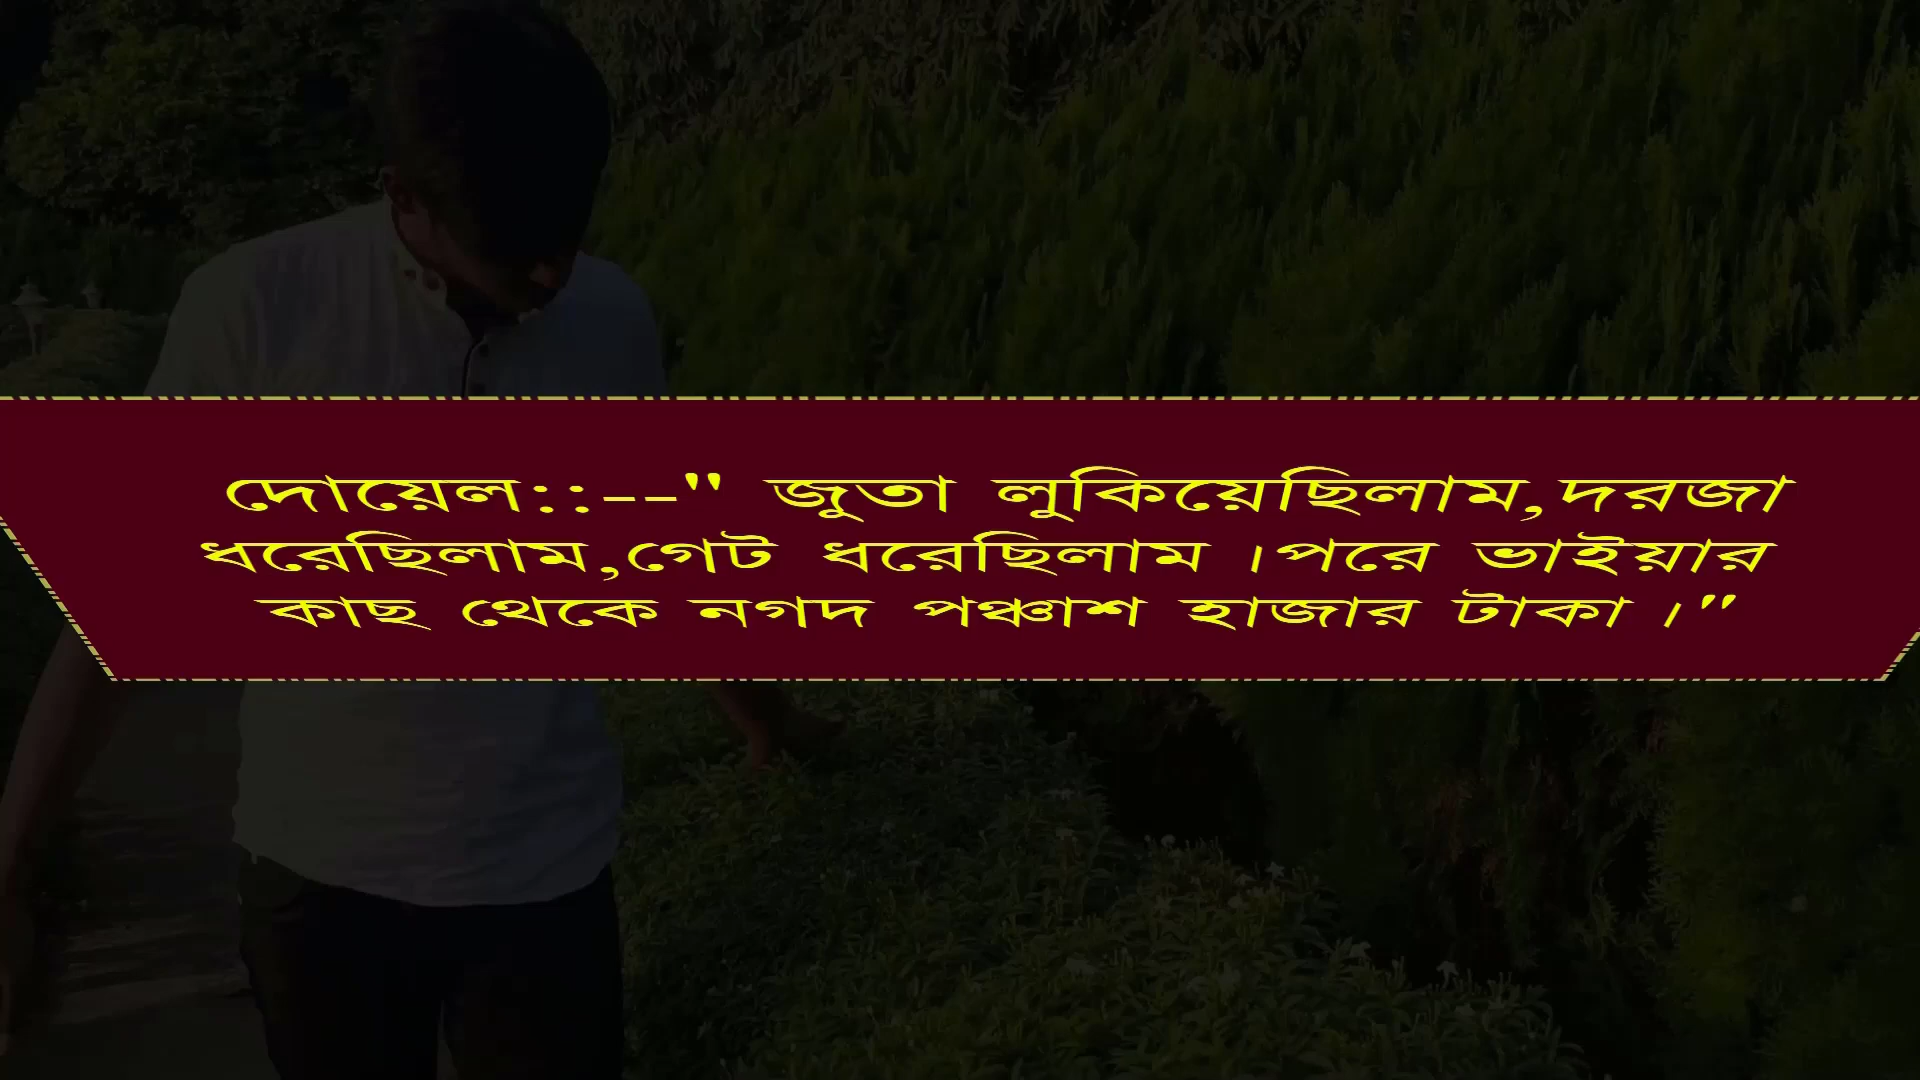 দোয়েল::--" জুতা লুকিয়েছিলাম,দরজা
ধরেছিলাম,গেট ধরেছিলাম ।পরে ভাইয়ার
কাছ থেকে নগদ পঞ্চাশ হাজার টাকা ।"